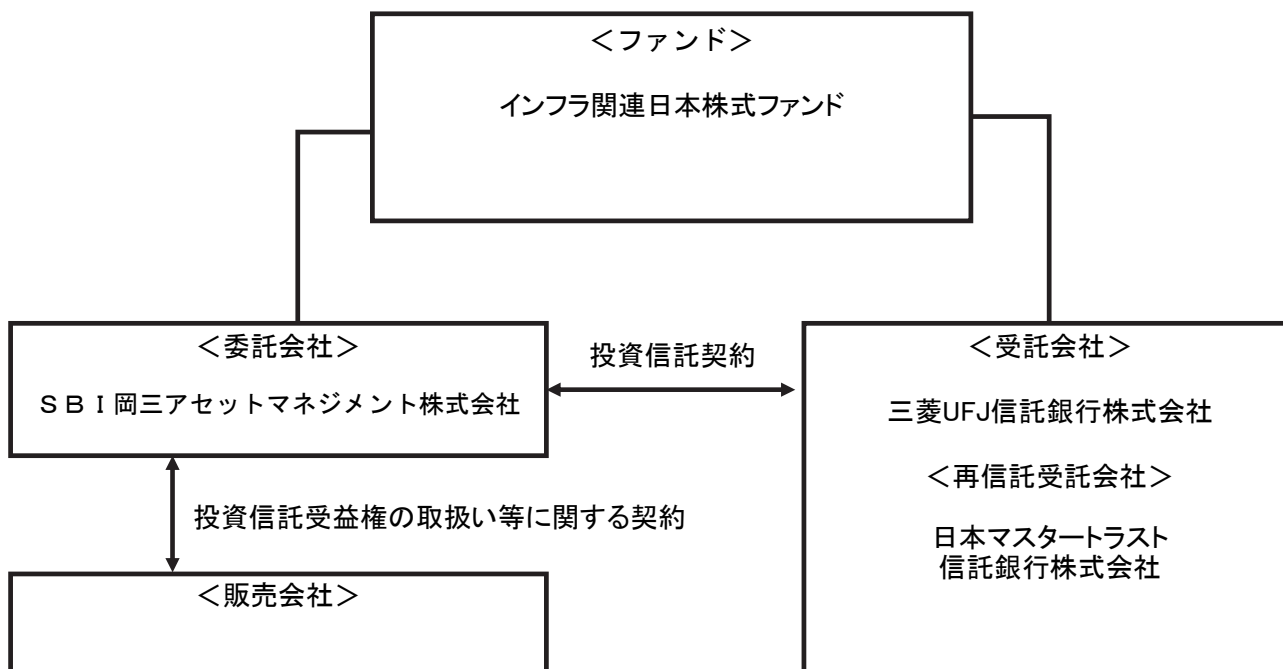 ＜ファンド＞
インフラ関連日本株式ファンド
＜委託会社＞
ＳＢＩ岡三アセットマネジメント株式会社
投資信託契約
＜受託会社＞
三菱UFJ信託銀行株式会社
＜再信託受託会社＞
日本マスタートラスト
信託銀行株式会社
投資信託受益権の取扱い等に関する契約
＜販売会社＞